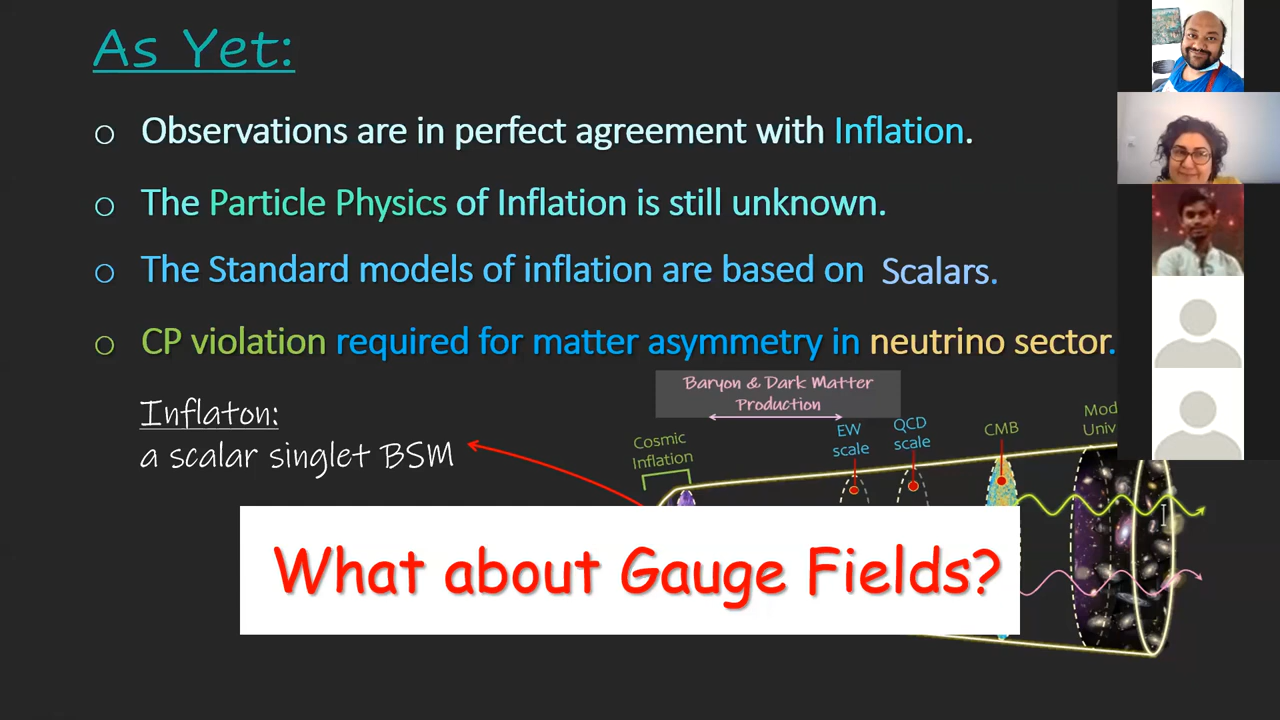 As Yet:
Observations are in perfect agreement with Inflation.
The Particle Physics of Inflation is still unknown.
The Standard models of inflation are based on Scalars.
CP violation required for matter asymmetry in neutrino sector.
Inflaton:
a scalar singlet BSM
Baryon & Dark Matter
Production
Cosmic
Inflation
EW
scale
QCD
scale
CMB
Mod
Univ
What about Gauge Fields?